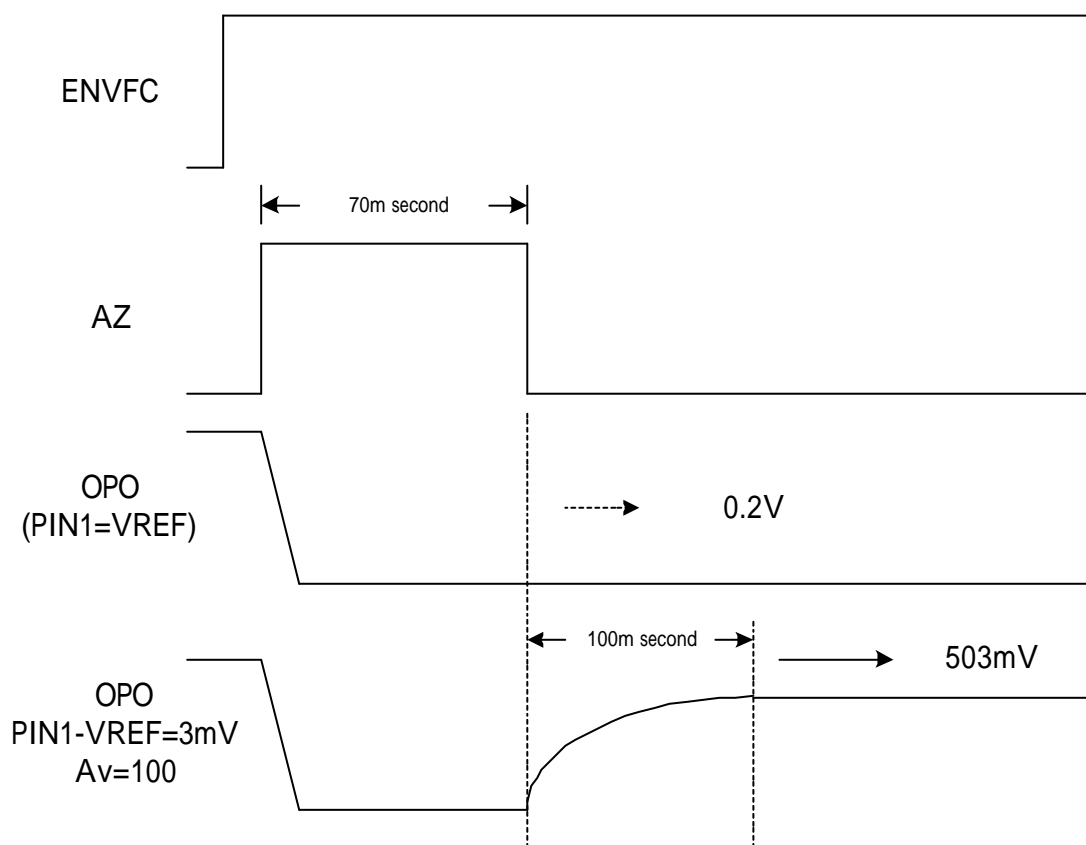 ENVFC
70m second
AZ
OPO
(PIN1=VREF)
0.2V
100m second
503mV
OPO
PIN1-VREF=3mV
Av=100